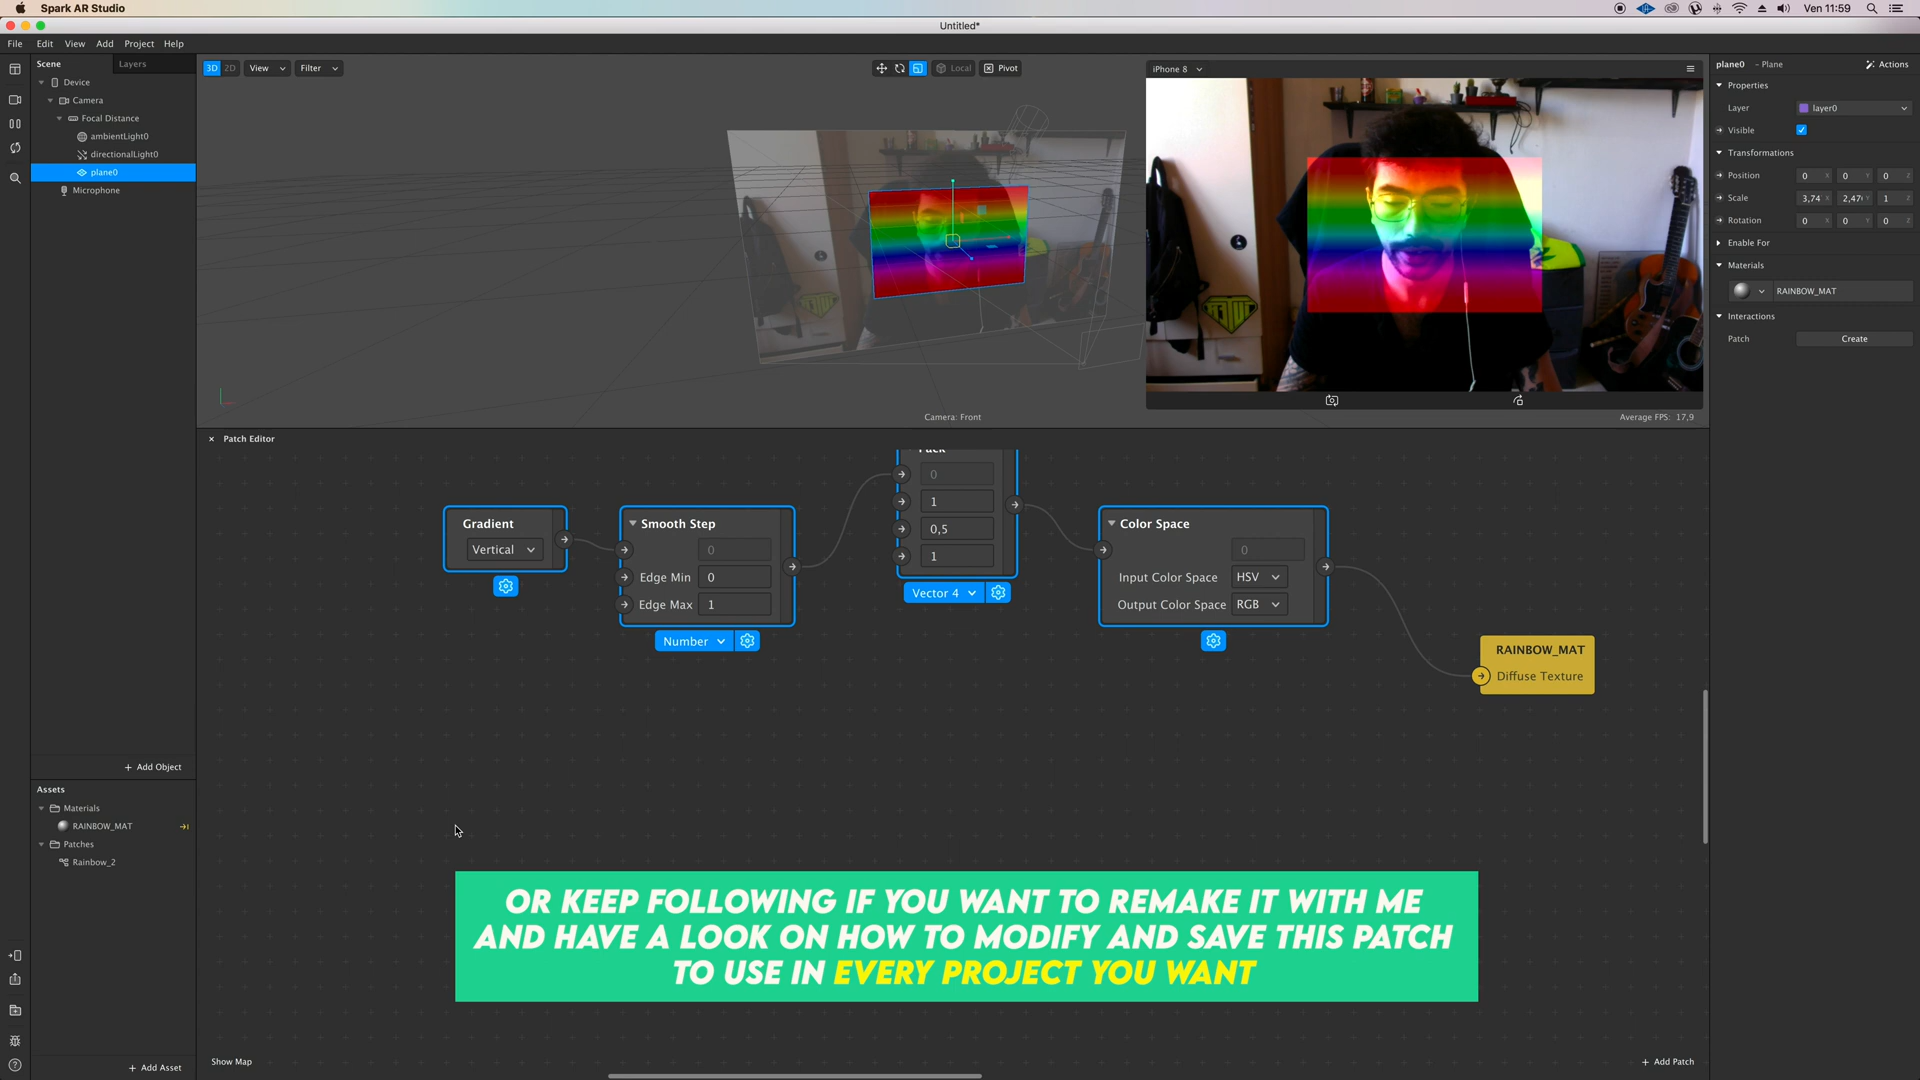 Spark AR Studio
Ven 11:59
Untitled*
File Edit View Add Project Help
Scene Layers
Device
Camera
Focal Distance
ambientLight0
directionalLight0
plane0
Microphone
+ Add Object
Assets
Materials
RAINBOW_MAT
Patches
Rainbow_2
+ Add Asset
3D 2D View Filter
Local Pivot
Camera: Front
iPhone 8
Average FPS: 17,9
Patch Editor
Gradient
Vertical
Smooth Step
0
Edge Min 0
Edge Max 1
Number
Pack
0
1
0,5
1
Vector 4
Color Space
0
Input Color Space HSV
Output Color Space RGB
RAINBOW_MAT
Diffuse Texture
OR KEEP FOLLOWING IF YOU WANT TO REMAKE IT WITH ME
AND HAVE A LOOK ON HOW TO MODIFY AND SAVE THIS PATCH
TO USE IN EVERY PROJECT YOU WANT
Show Map
+ Add Patch
plane0 - Plane Actions
Properties
Layer layer0
Visible
Transformations
Position 0 X 0 Y 0 Z
Scale 3,74 X 2,47 Y 1 Z
Rotation 0 X 0 Y 0 Z
Enable For
Materials
RAINBOW_MAT
Interactions
Patch Create